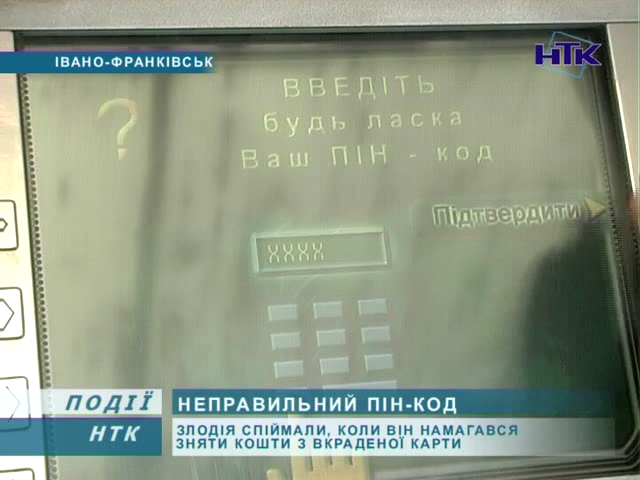 ІВАНО-ФРАНКІВСЬК
НТК
ВВЕДІТЬ
будь ласка
Ваш ПІН - код
?
Підтвердити
XXXX
ПОДІЇ
НТК
НЕПРАВИЛЬНИЙ ПІН-КОД
ЗЛОДІЯ СПІЙМАЛИ, КОЛИ ВІН НАМАГАВСЯ
ЗНЯТИ КОШТИ З ВКРАДЕНОЇ КАРТИ